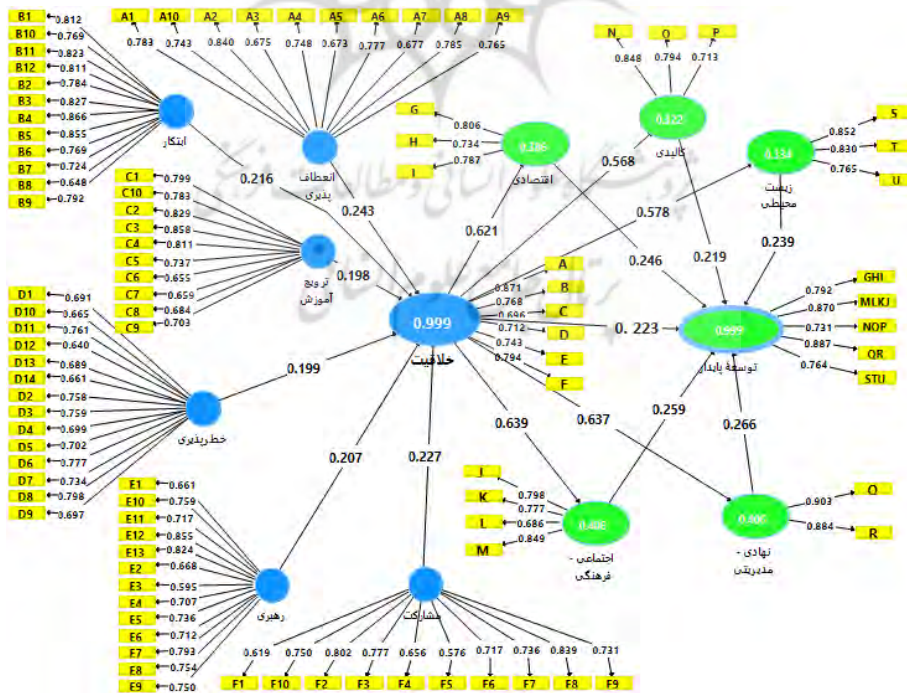 B1 0.812
B10 0.769
B11 0.823
B12 0.811
B2 0.784
B3 0.827
B4 0.866
B5 0.855
B6 0.769
B7 0.724
B8 0.648
B9 0.792
ابتکار
A1 A10 A2 A3 A4 A5 A6 A7 A8 A9
0.783 0.743 0.840 0.675 0.748 0.673 0.777 0.677 0.785 0.765
انعطاف
پذیری
C1 0.799
C10 0.783
C2 0.829
C3 0.858
C4 0.811
C5 0.737
C6 0.655
C7 0.659
C8 0.684
C9 0.703
ترویج
آموزش
D1 0.691
D10 0.665
D11 0.761
D12 0.640
D13 0.689
D14 0.661
D2 0.758
D3 0.759
D4 0.699
D5 0.702
D6 0.777
D7 0.734
D8 0.798
D9 0.697
خطرپذیری
E1 0.661
E10 0.759
E11 0.717
E12 0.855
E13 0.824
E2 0.668
E3 0.595
E4 0.707
E5 0.736
E6 0.712
E7 0.793
E8 0.754
E9 0.750
رهبری
مشارکت
0.619 0.750 0.802 0.777 0.656 0.576 0.717 0.736 0.839 0.731
F1 F10 F2 F3 F4 F5 F6 F7 F8 F9
0.216
0.243
0.198
0.199
0.207
0.227
0.999
خلاقیت
A 0.871
B 0.768
C 0.696
D 0.712
E 0.743
F 0.794
G 0.806
H 0.734
I 0.787
اقتصادی
N O P
0.848 0.794 0.713
کالبدی
S 0.852
T 0.830
U 0.765
زیست
محیطی
0.621
0.568
0.578
0.246
0.219
0.239
0.223
0.639
0.637
0.259
0.266
0.999
توسعهٔ پایدار
GHI 0.792
MLKJ 0.870
NOP 0.731
QR 0.887
STU 0.764
J 0.798
K 0.777
L 0.686
M 0.849
اجتماعی -
فرهنگی
Q 0.903
R 0.884
نهادی -
مدیریتی